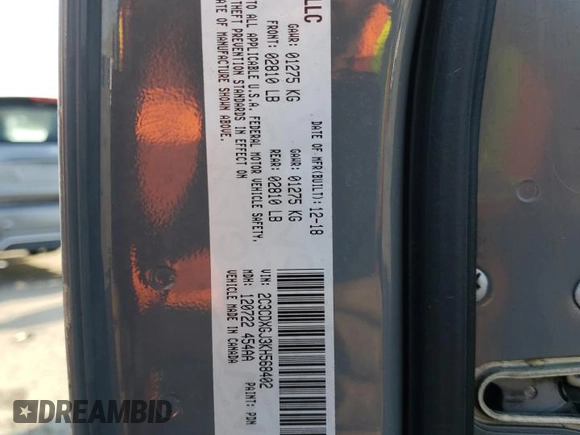 LLC
DATE OF MFR(BUILT): 12-18
GAWR: 01275 KG GAWR: 01275 KG
FRONT: 02810 LB REAR: 02810 LB
TO ALL APPLICABLE U.S.A. FEDERAL MOTOR VEHICLE SAFETY,
THEFT PREVENTION STANDARDS IN EFFECT ON
DATE OF MANUFACTURE SHOWN ABOVE.
VIN: 2C3CDXGJ3KH568402
MDH: 120722 454AA PAINT: PDN
VEHICLE MADE IN CANADA
DREAMBID